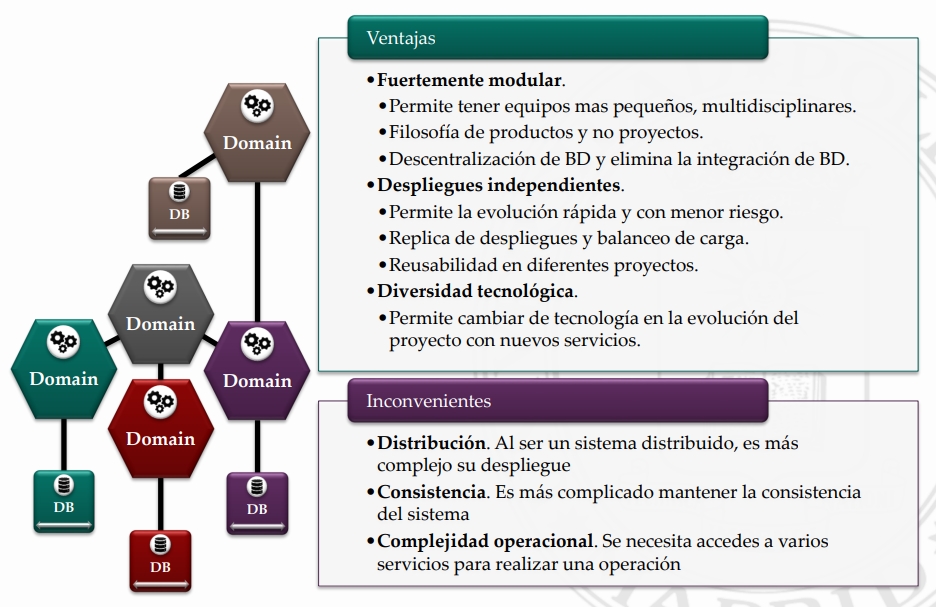 Ventajas
•Fuertemente modular.
•Permite tener equipos mas pequeños, multidisciplinares.
•Filosofía de productos y no proyectos.
•Descentralización de BD y elimina la integración de BD.
•Despliegues independientes.
•Permite la evolución rápida y con menor riesgo.
•Replica de despliegues y balanceo de carga.
•Reusabilidad en diferentes proyectos.
•Diversidad tecnológica.
•Permite cambiar de tecnología en la evolución del
proyecto con nuevos servicios.
Inconvenientes
•Distribución. Al ser un sistema distribuido, es más
complejo su despliegue
•Consistencia. Es más complicado mantener la consistencia
del sistema
•Complejidad operacional. Se necesita accedes a varios
servicios para realizar una operación
Domain
DB
Domain
Domain
Domain
Domain
DB
DB
DB